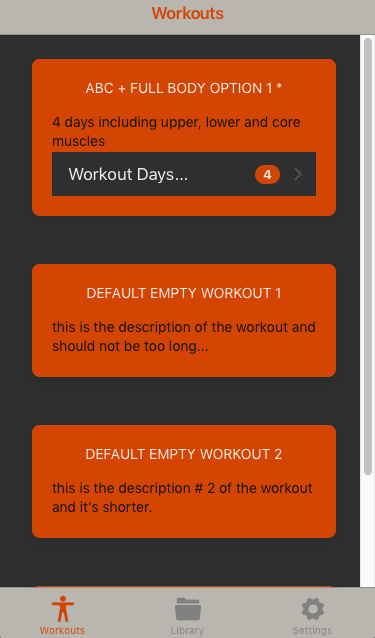 Workouts
ABC + FULL BODY OPTION 1 *
4 days including upper, lower and core
muscles
Workout Days... 4
DEFAULT EMPTY WORKOUT 1
this is the description of the workout and
should not be too long...
DEFAULT EMPTY WORKOUT 2
this is the description # 2 of the workout
and it's shorter.
Workouts Library Settings